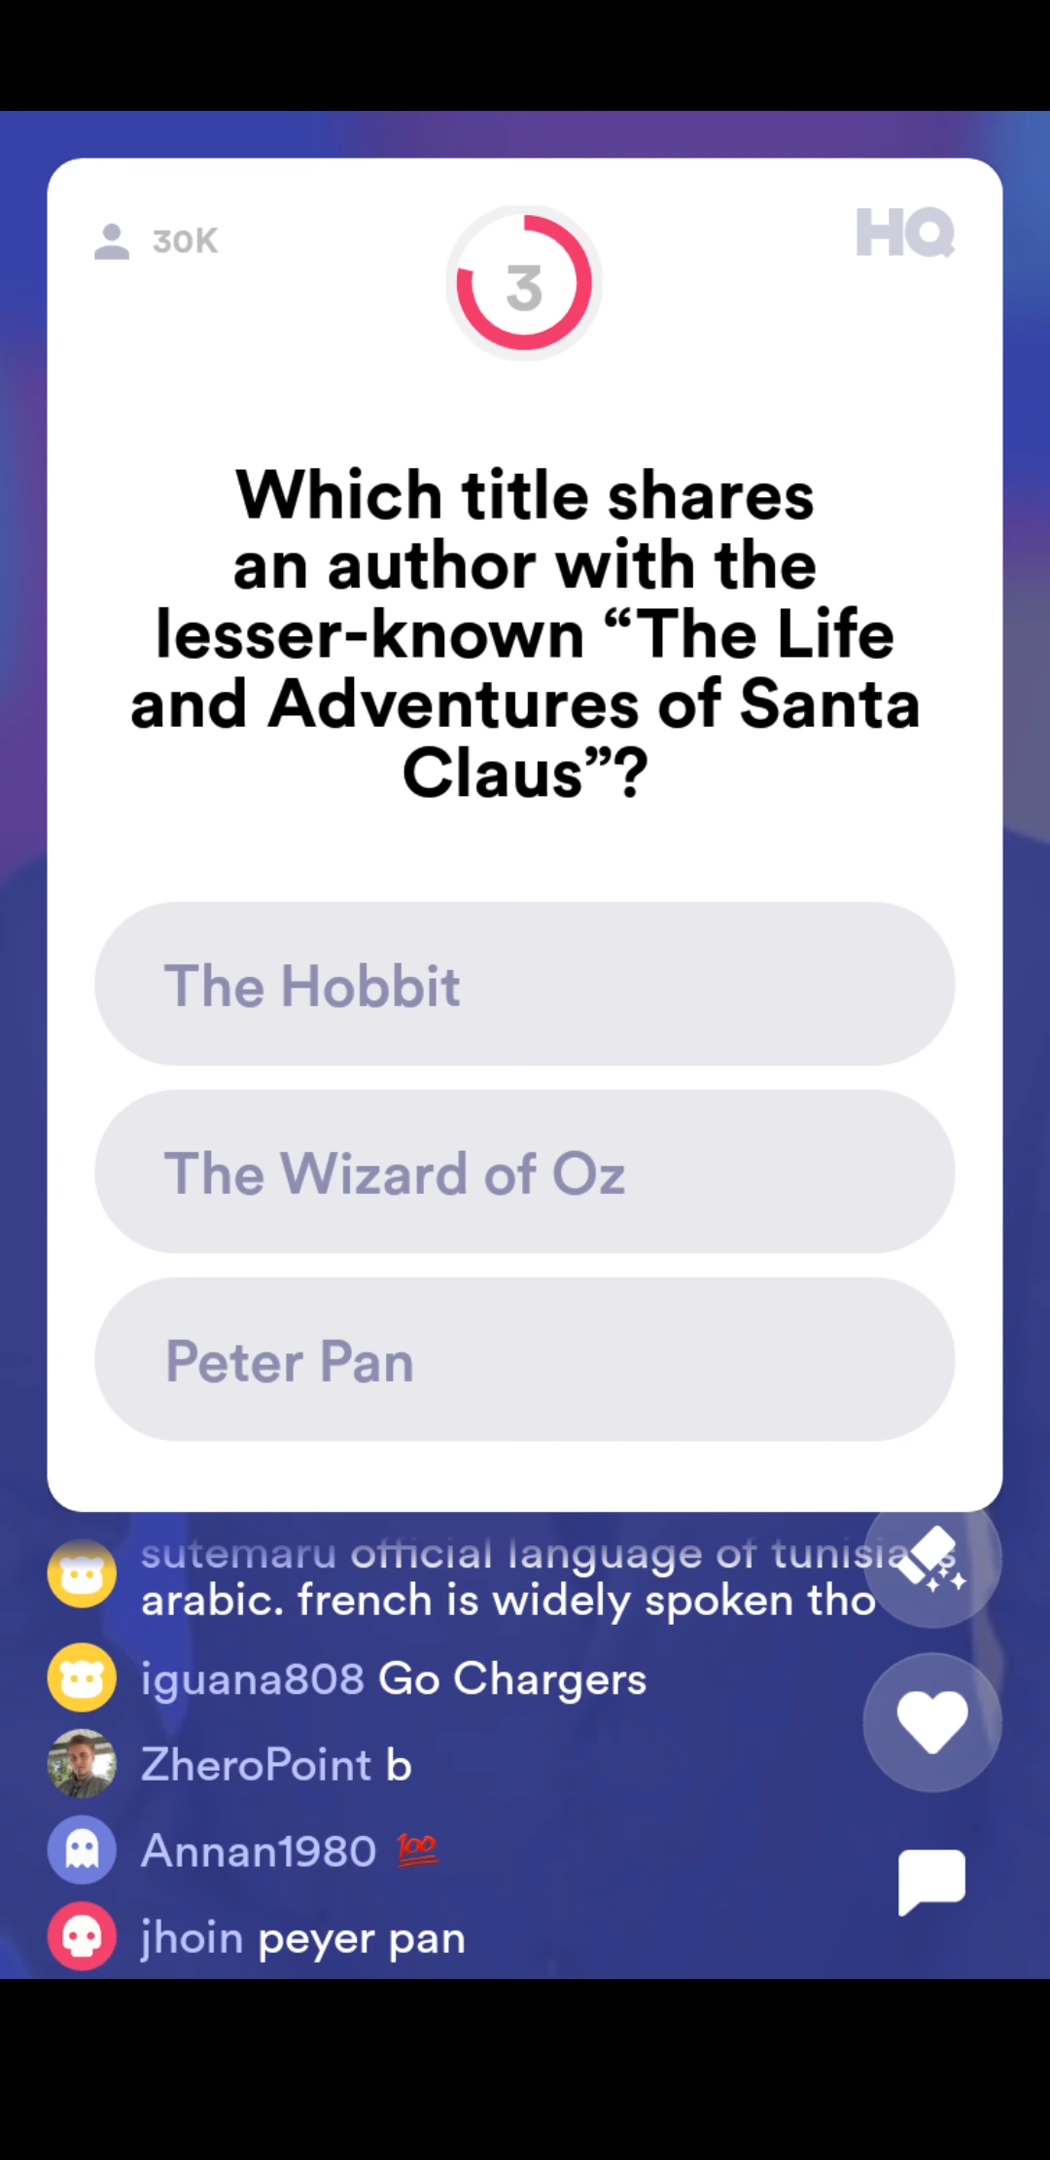 30K
3
HQ
Which title shares
an author with the
lesser-known “The Life
and Adventures of Santa
Claus”?
The Hobbit
The Wizard of Oz
Peter Pan
sutemaru official language of tunisia is
arabic. french is widely spoken tho
iguana808 Go Chargers
ZheroPoint b
Annan1980 💯
jhoin peyer pan